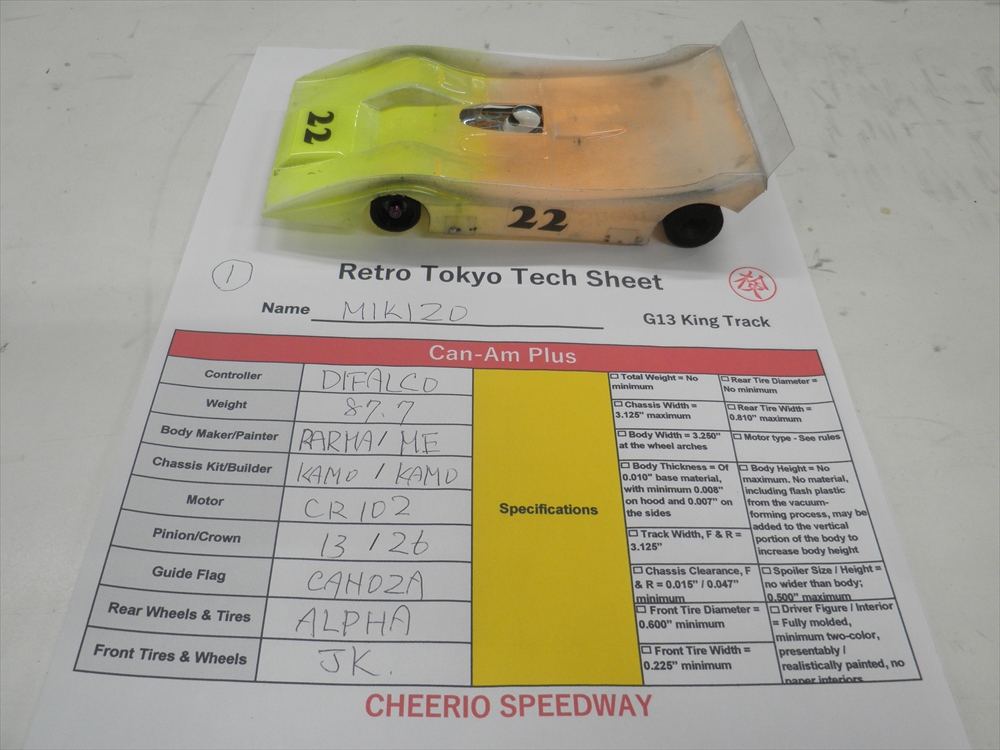 22
22
① Retro Tokyo Tech Sheet
Name MIKIZO
G13 King Track
Can-Am Plus
Controller DIFALCO
Weight 87.7
Body Maker/Painter PARMA / ME
Chassis Kit/Builder KAMO / KAMO
Motor CR102
Pinion/Crown 13 / 26
Guide Flag CAHOZA
Rear Wheels & Tires ALPHA
Front Tires & Wheels JK.
Specifications
☐ Total Weight = No
minimum
☐ Chassis Width =
3.125" maximum
☐ Body Width = 3.250"
at the wheel arches
☐ Body Thickness = Of
0.010" base material,
with minimum 0.008"
on hood and 0.007" on
the sides
☐ Track Width, F & R =
3.125"
☐ Chassis Clearance, F
& R = 0.015" / 0.047"
minimum
☐ Front Tire Diameter =
0.600" minimum
☐ Front Tire Width =
0.225" minimum
☐ Rear Tire Diameter =
No minimum
☐ Rear Tire Width =
0.810" maximum
☐ Motor type - See rules
☐ Body Height = No
maximum. No material,
including flash plastic
from the vacuum-
forming process, may be
added to the vertical
portion of the body to
increase body height
☐ Spoiler Size / Height =
no wider than body;
0.500" maximum
☐ Driver Figure / Interior
= Fully molded,
minimum two-color,
presentably /
realistically painted, no
paper interiors
CHEERIO SPEEDWAY